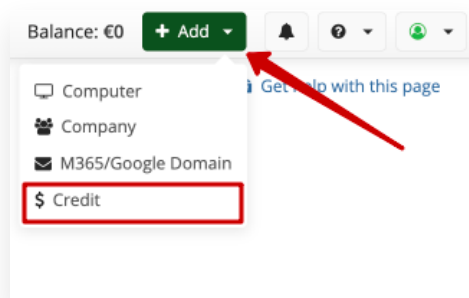 Balance: €0 + Add
Get help with this page
Computer
Company
M365/Google Domain
$ Credit